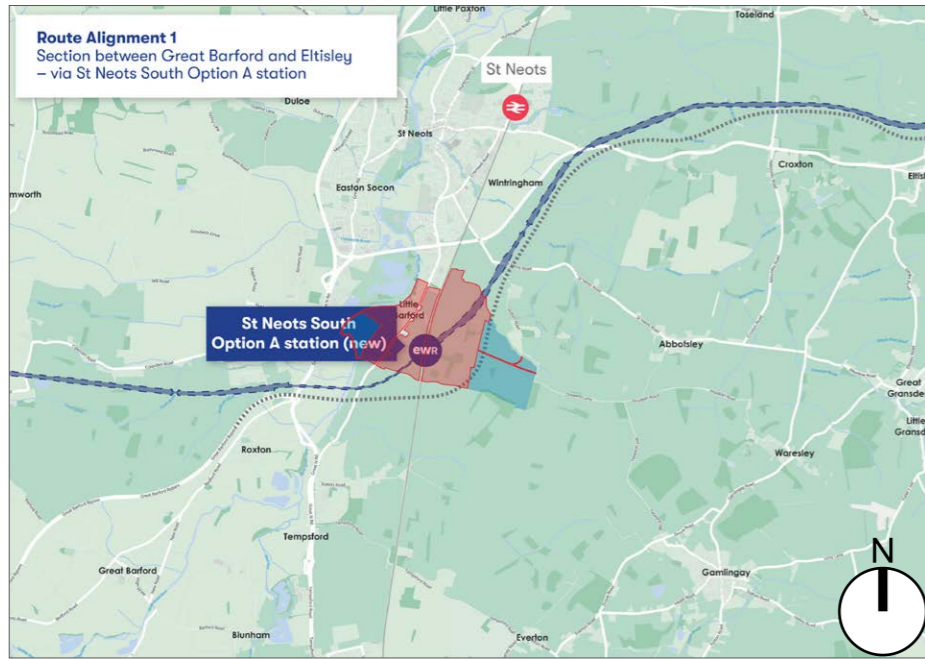 Route Alignment 1
Section between Great Barford and Eltisley
– via St Neots South Option A station
Little Paxton
Toseland
St Neots
Duloe
St Neots
Croxton
Wintringham
Easton Socon
Little
Barford
St Neots South
Option A station (new)
ewr
Abbotsley
Great
Waresley
Roxton
Tempsford
Great Barford
Gamlingay
N
Blunham
Everton